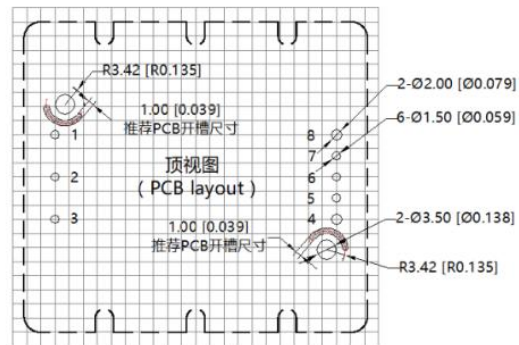 R3.42 [R0.135]
1.00 [0.039]
推荐PCB开槽尺寸
2-Ø2.00 [Ø0.079]
6-Ø1.50 [Ø0.059]
1
2
3
顶视图
( PCB layout )
8
7
6
5
4
1.00 [0.039]
推荐PCB开槽尺寸
2-Ø3.50 [Ø0.138]
R3.42 [R0.135]